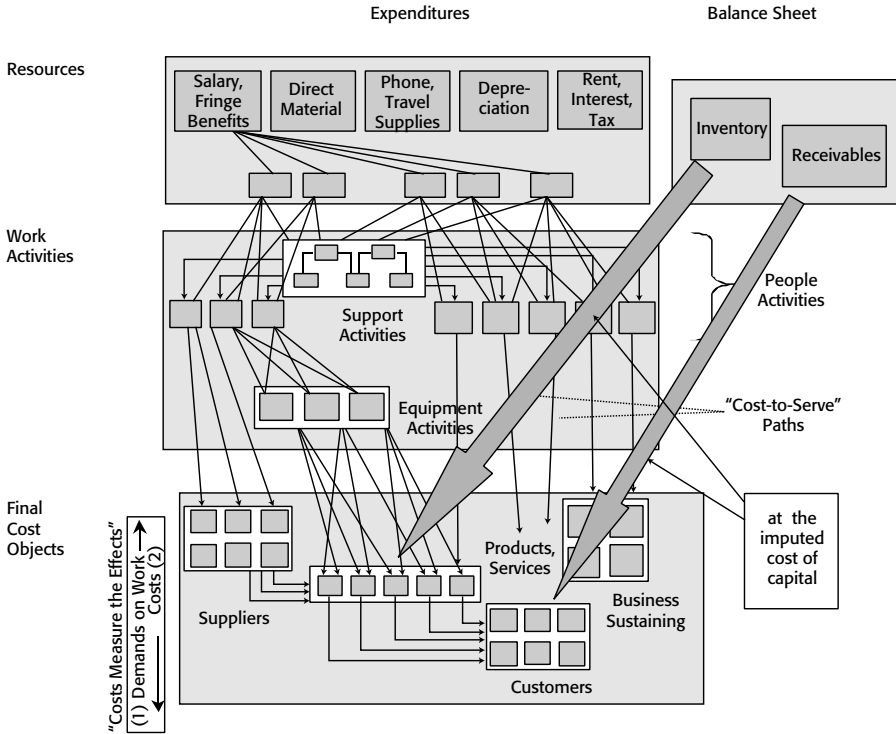 Expenditures
Balance Sheet
Resources
Salary,
Fringe
Benefits
Direct
Material
Phone,
Travel
Supplies
Depre-
ciation
Rent,
Interest,
Tax
Inventory
Receivables
Work
Activities
Support
Activities
People
Activities
Equipment
Activities
“Cost-to-Serve”
Paths
Final
Cost
Objects
“Costs Measure the Effects”
(1) Demands on Work
Costs (2)
Suppliers
Products,
Services
Business
Sustaining
Customers
at the
imputed
cost of
capital